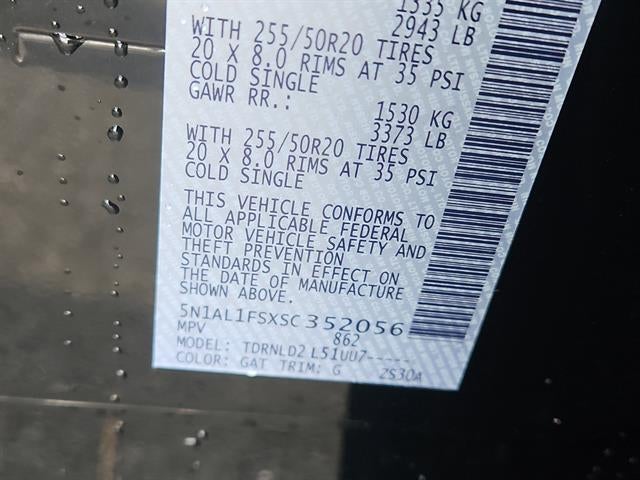 1335 KG
2943 LB
WITH 255/50R20 TIRES
20 X 8.0 RIMS AT 35 PSI
COLD SINGLE
GAWR RR.:
1530 KG
3373 LB
WITH 255/50R20 TIRES
20 X 8.0 RIMS AT 35 PSI
COLD SINGLE
THIS VEHICLE CONFORMS TO
ALL APPLICABLE FEDERAL
MOTOR VEHICLE SAFETY AND
THEFT PREVENTION
STANDARDS IN EFFECT ON
THE DATE OF MANUFACTURE
SHOWN ABOVE.
5N1AL1FSXSC352056
MPV 862
MODEL: TDRNLD2 L51UU7-----
COLOR: GAT TRIM: G 2S30A